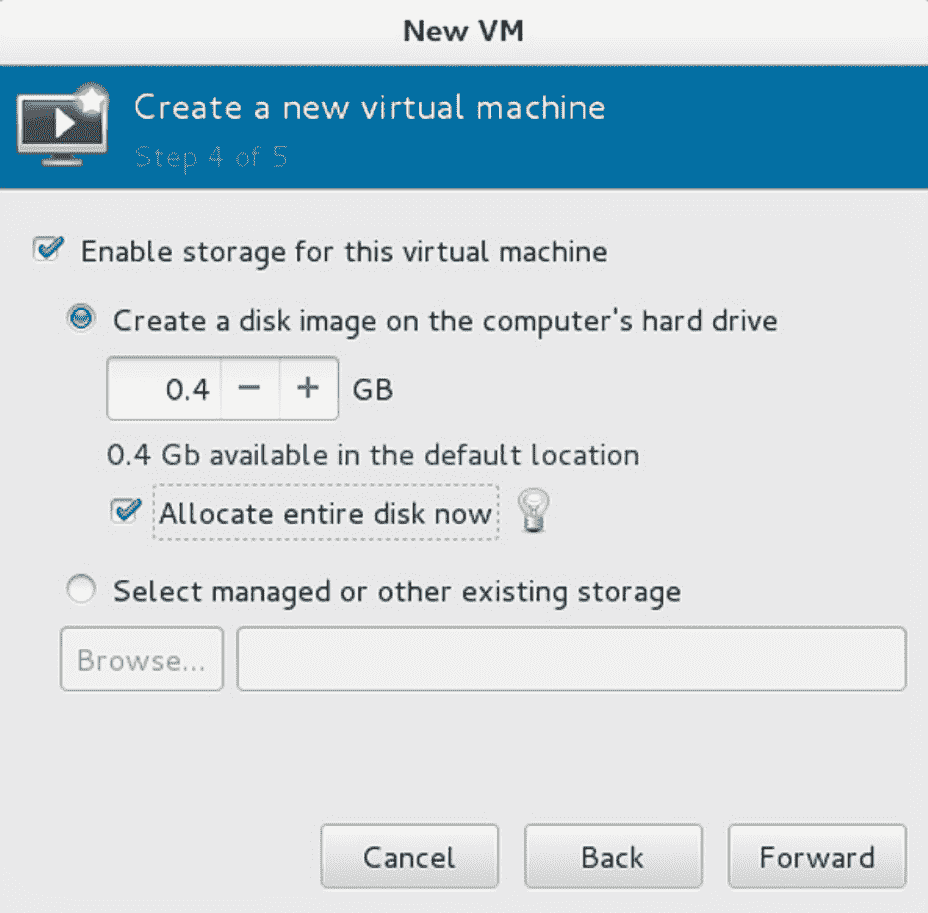 New VM
Create a new virtual machine
Step 4 of 5
Enable storage for this virtual machine
Create a disk image on the computer's hard drive
0.4 − + GB
0.4 Gb available in the default location
Allocate entire disk now
Select managed or other existing storage
Browse...
Cancel Back Forward